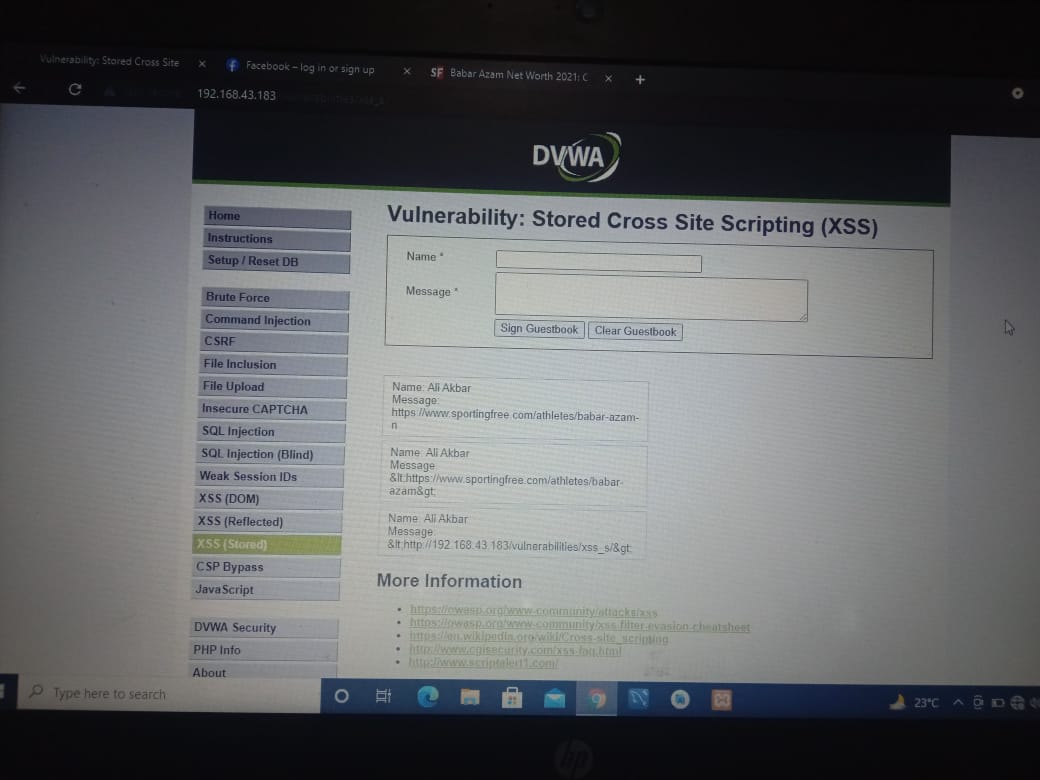 Vulnerability: Stored Cross Site
Facebook – log in or sign up
SF Babar Azam Net Worth 2021: C
192.168.43.183
DVWA
Home
Instructions
Setup / Reset DB
Brute Force
Command Injection
CSRF
File Inclusion
File Upload
Insecure CAPTCHA
SQL Injection
SQL Injection (Blind)
Weak Session IDs
XSS (DOM)
XSS (Reflected)
XSS (Stored)
CSP Bypass
JavaScript
DVWA Security
PHP Info
About
Vulnerability: Stored Cross Site Scripting (XSS)
Name *
Message *
Sign Guestbook Clear Guestbook
Name: Ali Akbar
Message:
https://www.sportingfree.com/athletes/babar-azam-
n
Name: Ali Akbar
Message:
&lt;https://www.sportingfree.com/athletes/babar-
azam&gt;
Name: Ali Akbar
Message:
&lt;http://192.168.43.183/vulnerabilities/xss_s/&gt;
More Information
https://owasp.org/www-community/attacks/xss
https://owasp.org/www-community/xss-filter-evasion-cheatsheet
https://en.wikipedia.org/wiki/Cross-site_scripting
http://www.cgisecurity.com/xss-faq.html
http://www.scriptalert1.com/
Type here to search
23°C
hp